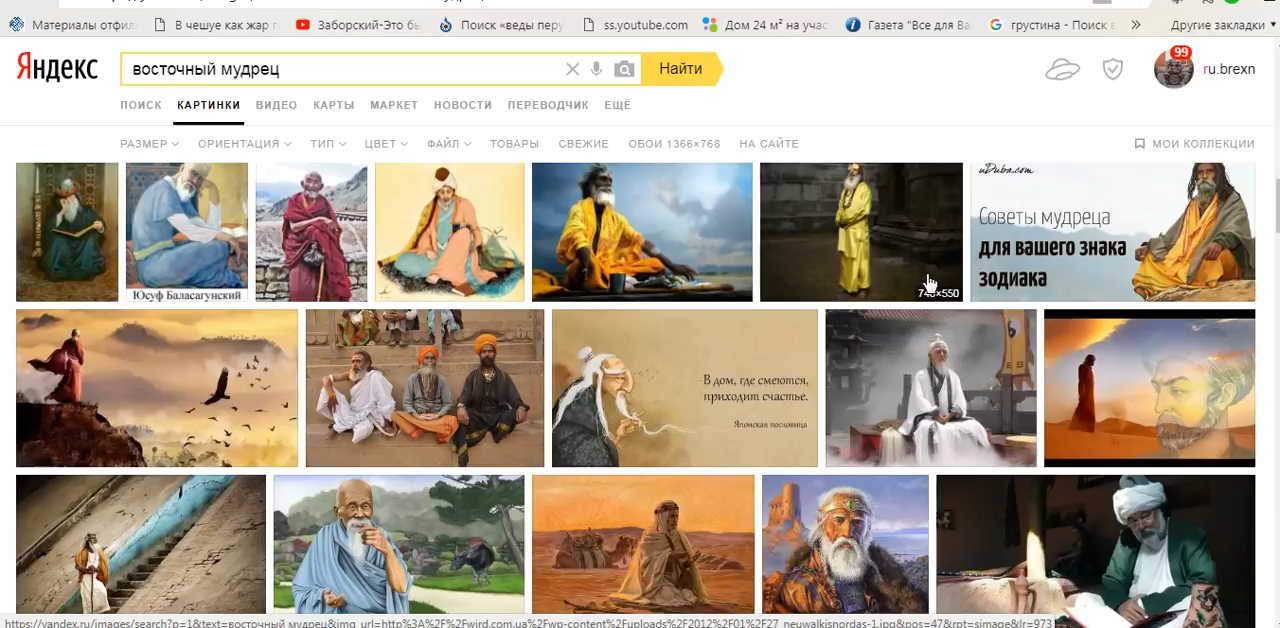 Материалы отфил
В чешуе как жар г
Заборский-Это бы
Поиск «веды перу
ss.youtube.com
Дом 24 м² на учас
Газета "Все для Ва
грустина - Поиск в
»
Другие закладки
Яндекс
восточный мудрец
Найти
99
ru.brexn
ПОИСК
КАРТИНКИ
ВИДЕО
КАРТЫ
МАРКЕТ
НОВОСТИ
ПЕРЕВОДЧИК
ЕЩЁ
РАЗМЕР
ОРИЕНТАЦИЯ
ТИП
ЦВЕТ
ФАЙЛ
ТОВАРЫ
СВЕЖИЕ
ОБОИ 1366×768
НА САЙТЕ
МОИ КОЛЛЕКЦИИ
Юсуф Баласагунский
×550
uDuba.com
Советы мудреца
для вашего знака
зодиака
В дом, где смеются,
приходит счастье.
Японская пословица
https://yandex.ru/images/search?p=1&text=восточный мудрец&img_url=http%3A%2F%2Fwird.com.ua%2Fwp-content%2Fuploads%2F2012%2F01%2F27_neuwalkisnordas-1.jpg&pos=47&rpt=simage&lr=973